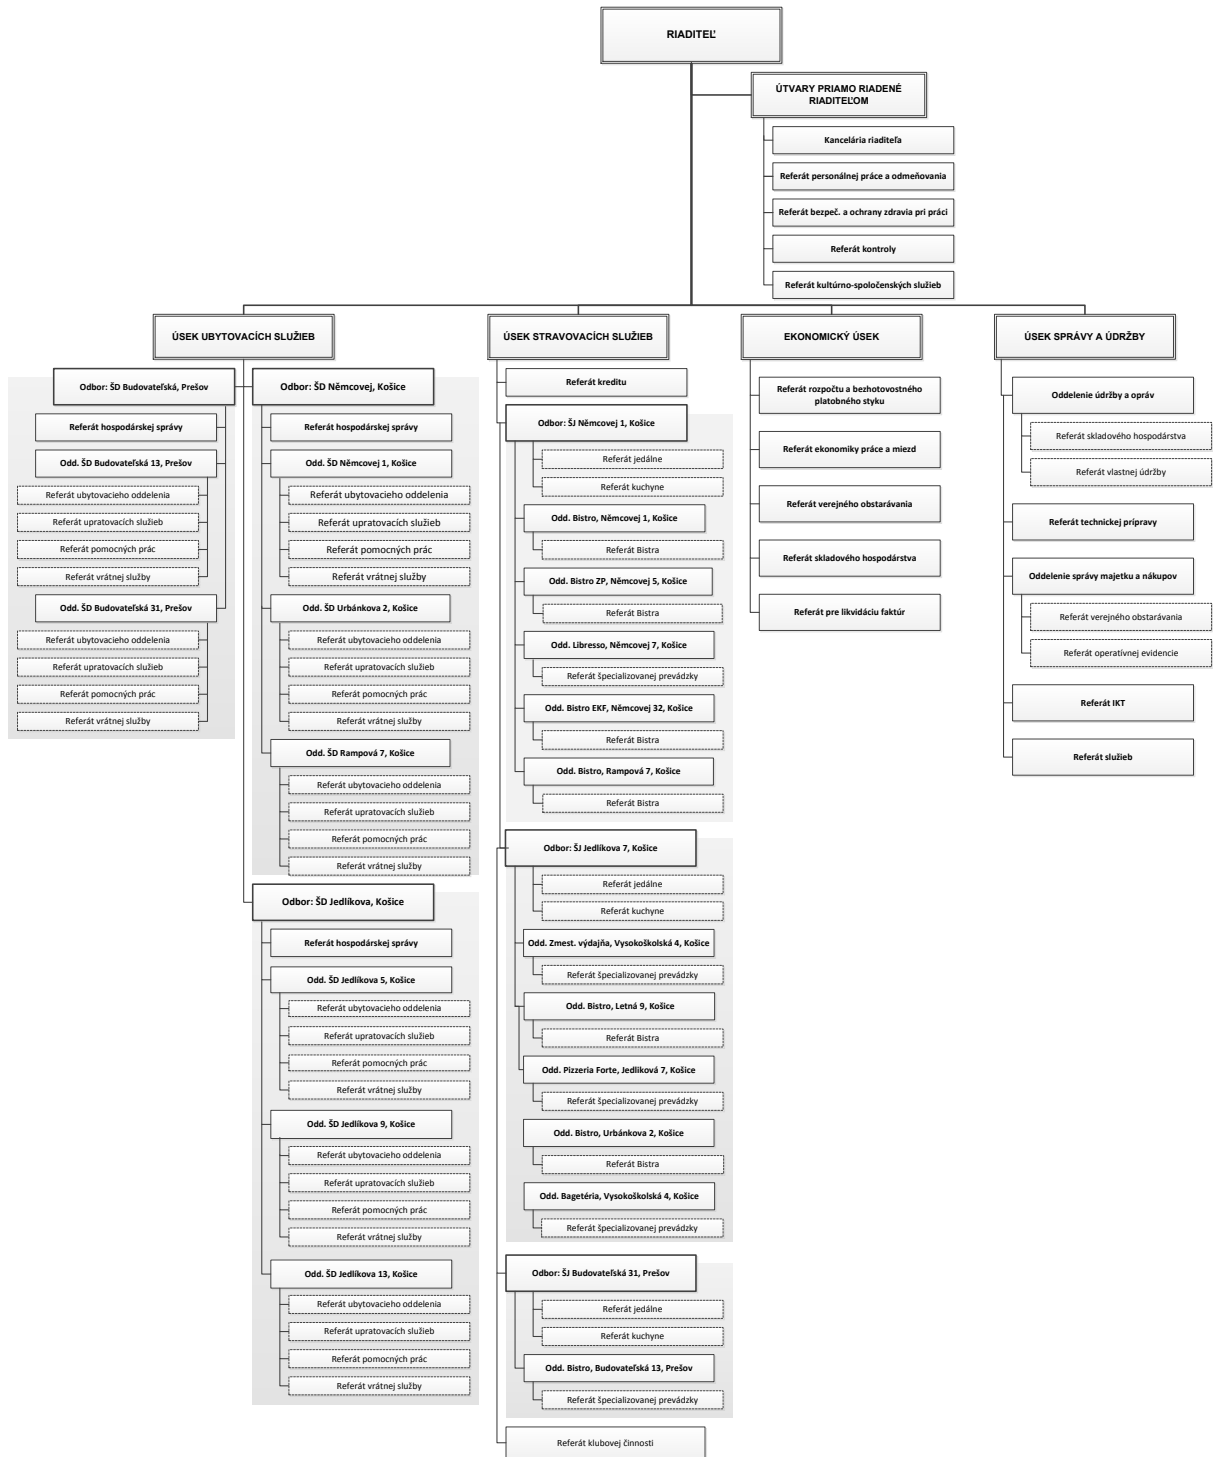 RIADITEĽ
ÚTVARY PRIAMO RIADENÉ
RIADITEĽOM
Kancelária riaditeľa
Referát personálnej práce a odmeňovania
Referát bezpeč. a ochrany zdravia pri práci
Referát kontroly
Referát kultúrno-spoločenských služieb
ÚSEK UBYTOVACÍCH SLUŽIEB
Odbor: ŠD Budovateľská, Prešov
Referát hospodárskej správy
Odd. ŠD Budovateľská 13, Prešov
Referát ubytovacieho oddelenia
Referát upratovacích služieb
Referát pomocných prác
Referát vrátnej služby
Odd. ŠD Budovateľská 31, Prešov
Referát ubytovacieho oddelenia
Referát upratovacích služieb
Referát pomocných prác
Referát vrátnej služby
Odbor: ŠD Němcovej, Košice
Referát hospodárskej správy
Odd. ŠD Němcovej 1, Košice
Referát ubytovacieho oddelenia
Referát upratovacích služieb
Referát pomocných prác
Referát vrátnej služby
Odd. ŠD Urbánkova 2, Košice
Referát ubytovacieho oddelenia
Referát upratovacích služieb
Referát pomocných prác
Referát vrátnej služby
Odd. ŠD Rampová 7, Košice
Referát ubytovacieho oddelenia
Referát upratovacích služieb
Referát pomocných prác
Referát vrátnej služby
Odbor: ŠD Jedlíkova, Košice
Referát hospodárskej správy
Odd. ŠD Jedlíkova 5, Košice
Referát ubytovacieho oddelenia
Referát upratovacích služieb
Referát pomocných prác
Referát vrátnej služby
Odd. ŠD Jedlíkova 9, Košice
Referát ubytovacieho oddelenia
Referát upratovacích služieb
Referát pomocných prác
Referát vrátnej služby
Odd. ŠD Jedlíkova 13, Košice
Referát ubytovacieho oddelenia
Referát upratovacích služieb
Referát pomocných prác
Referát vrátnej služby
ÚSEK STRAVOVACÍCH SLUŽIEB
Referát kreditu
Odbor: ŠJ Němcovej 1, Košice
Referát jedálne
Referát kuchyne
Odd. Bistro, Němcovej 1, Košice
Referát Bistra
Odd. Bistro ZP, Němcovej 5, Košice
Referát Bistra
Odd. Libresso, Němcovej 7, Košice
Referát špecializovanej prevádzky
Odd. Bistro EKF, Němcovej 32, Košice
Referát Bistra
Odd. Bistro, Rampová 7, Košice
Referát Bistra
Odbor: ŠJ Jedlíkova 7, Košice
Referát jedálne
Referát kuchyne
Odd. Zmest. výdajňa, Vysokoškolská 4, Košice
Referát špecializovanej prevádzky
Odd. Bistro, Letná 9, Košice
Referát Bistra
Odd. Pizzeria Forte, Jedlíková 7, Košice
Referát špecializovanej prevádzky
Odd. Bistro, Urbánkova 2, Košice
Referát Bistra
Odd. Bagetéria, Vysokoškolská 4, Košice
Referát špecializovanej prevádzky
Odbor: ŠJ Budovateľská 31, Prešov
Referát jedálne
Referát kuchyne
Odd. Bistro, Budovateľská 13, Prešov
Referát špecializovanej prevádzky
Referát klubovej činnosti
EKONOMICKÝ ÚSEK
Referát rozpočtu a bezhotovostného
platobného styku
Referát ekonomiky práce a miezd
Referát verejného obstarávania
Referát skladového hospodárstva
Referát pre likvidáciu faktúr
ÚSEK SPRÁVY A ÚDRŽBY
Oddelenie údržby a opráv
Referát skladového hospodárstva
Referát vlastnej údržby
Referát technickej prípravy
Oddelenie správy majetku a nákupov
Referát verejného obstarávania
Referát operatívnej evidencie
Referát IKT
Referát služieb